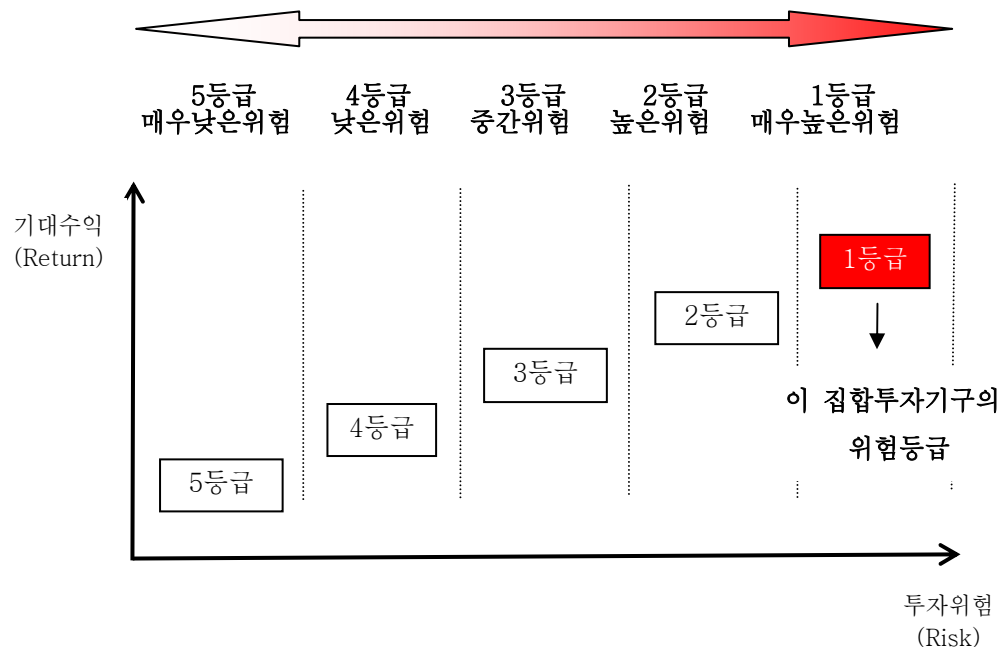 5등급
매우낮은위험
4등급
낮은위험
3등급
중간위험
2등급
높은위험
1등급
매우높은위험
기대수익
(Return)
1등급
2등급
3등급
이 집합투자기구의
위험등급
4등급
5등급
투자위험
(Risk)